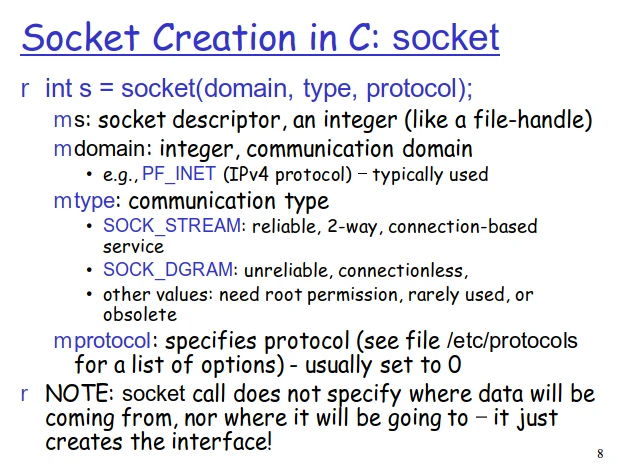 Socket Creation in C: socket
r int s = socket(domain, type, protocol);
m s: socket descriptor, an integer (like a file-handle)
m domain: integer, communication domain
• e.g., PF_INET (IPv4 protocol) – typically used
m type: communication type
• SOCK_STREAM: reliable, 2-way, connection-based
service
• SOCK_DGRAM: unreliable, connectionless,
• other values: need root permission, rarely used, or
obsolete
m protocol: specifies protocol (see file /etc/protocols
for a list of options) - usually set to 0
r NOTE: socket call does not specify where data will be
coming from, nor where it will be going to – it just
creates the interface!
8